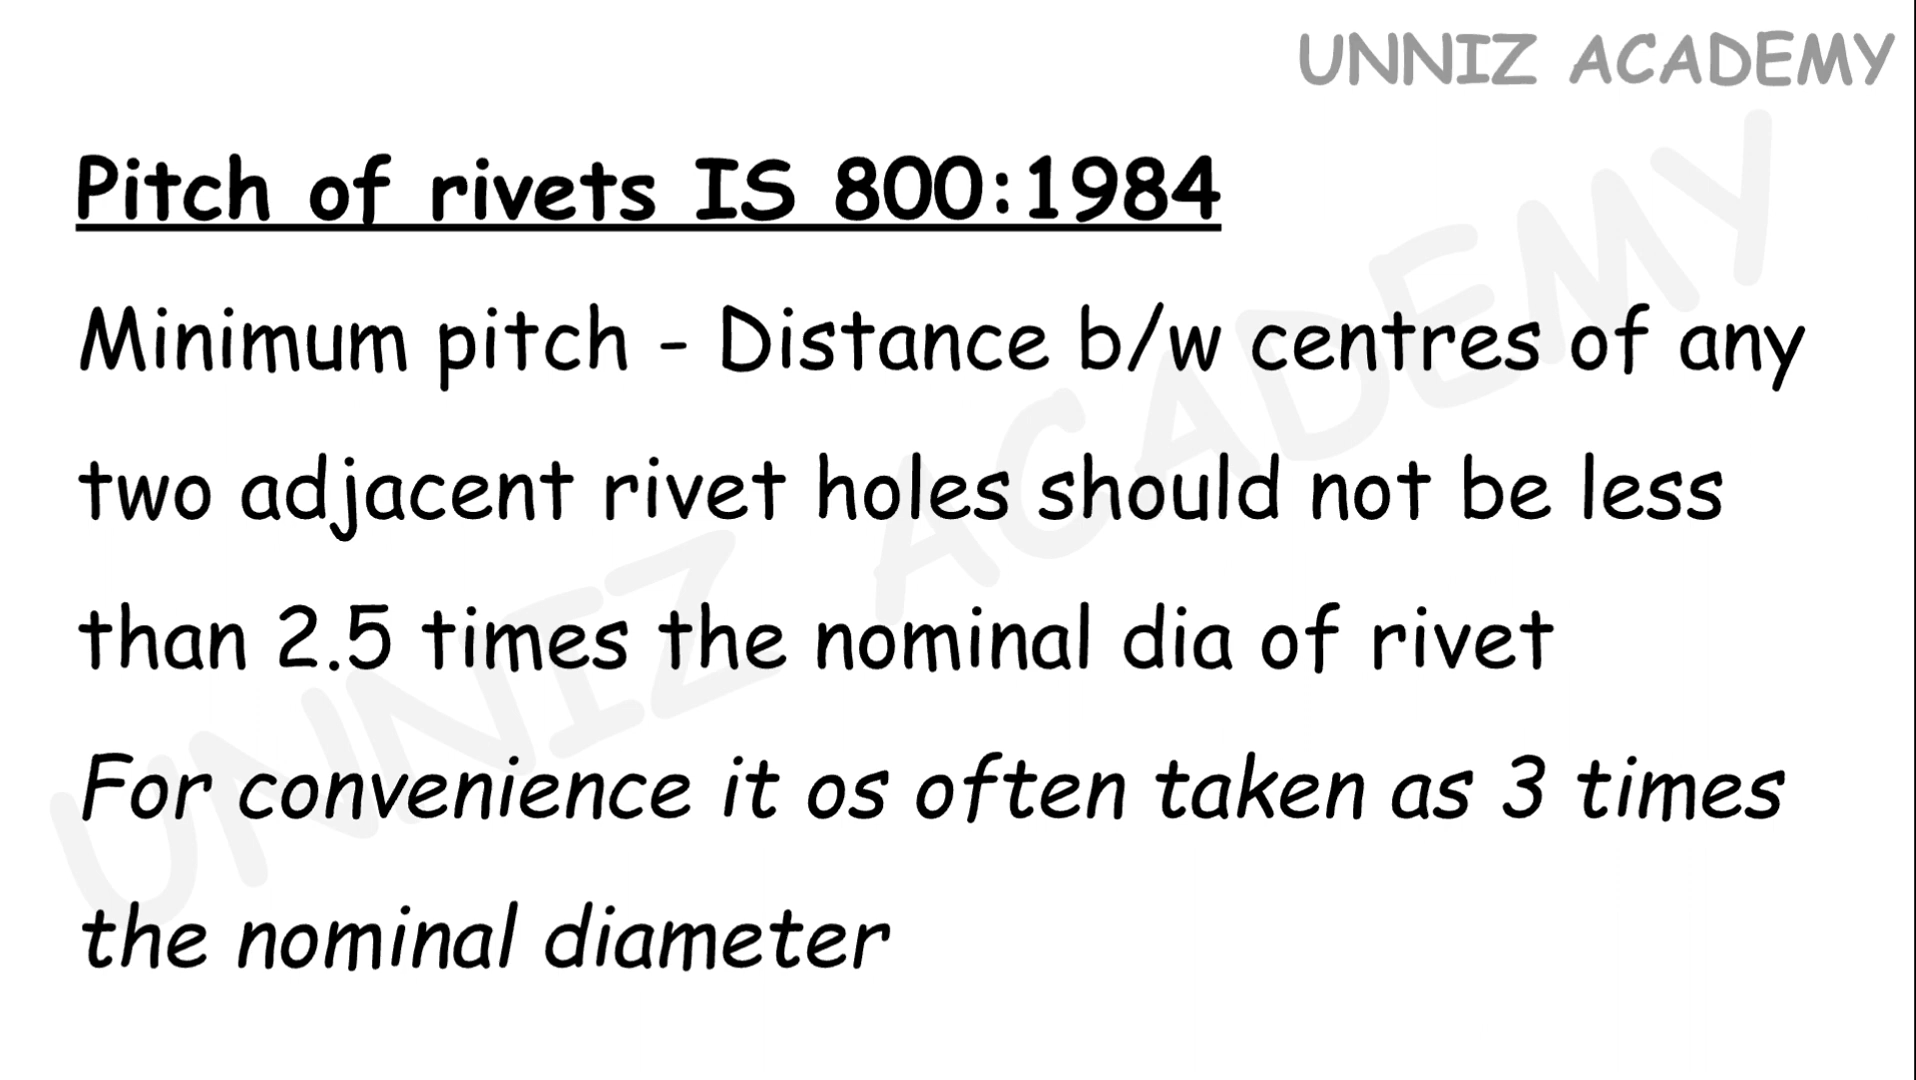 UNNIZ ACADEMY
Pitch of rivets IS 800:1984
Minimum pitch - Distance b/w centres of any
two adjacent rivet holes should not be less
than 2.5 times the nominal dia of rivet
For convenience it os often taken as 3 times
the nominal diameter
UNNIZ ACADEMY